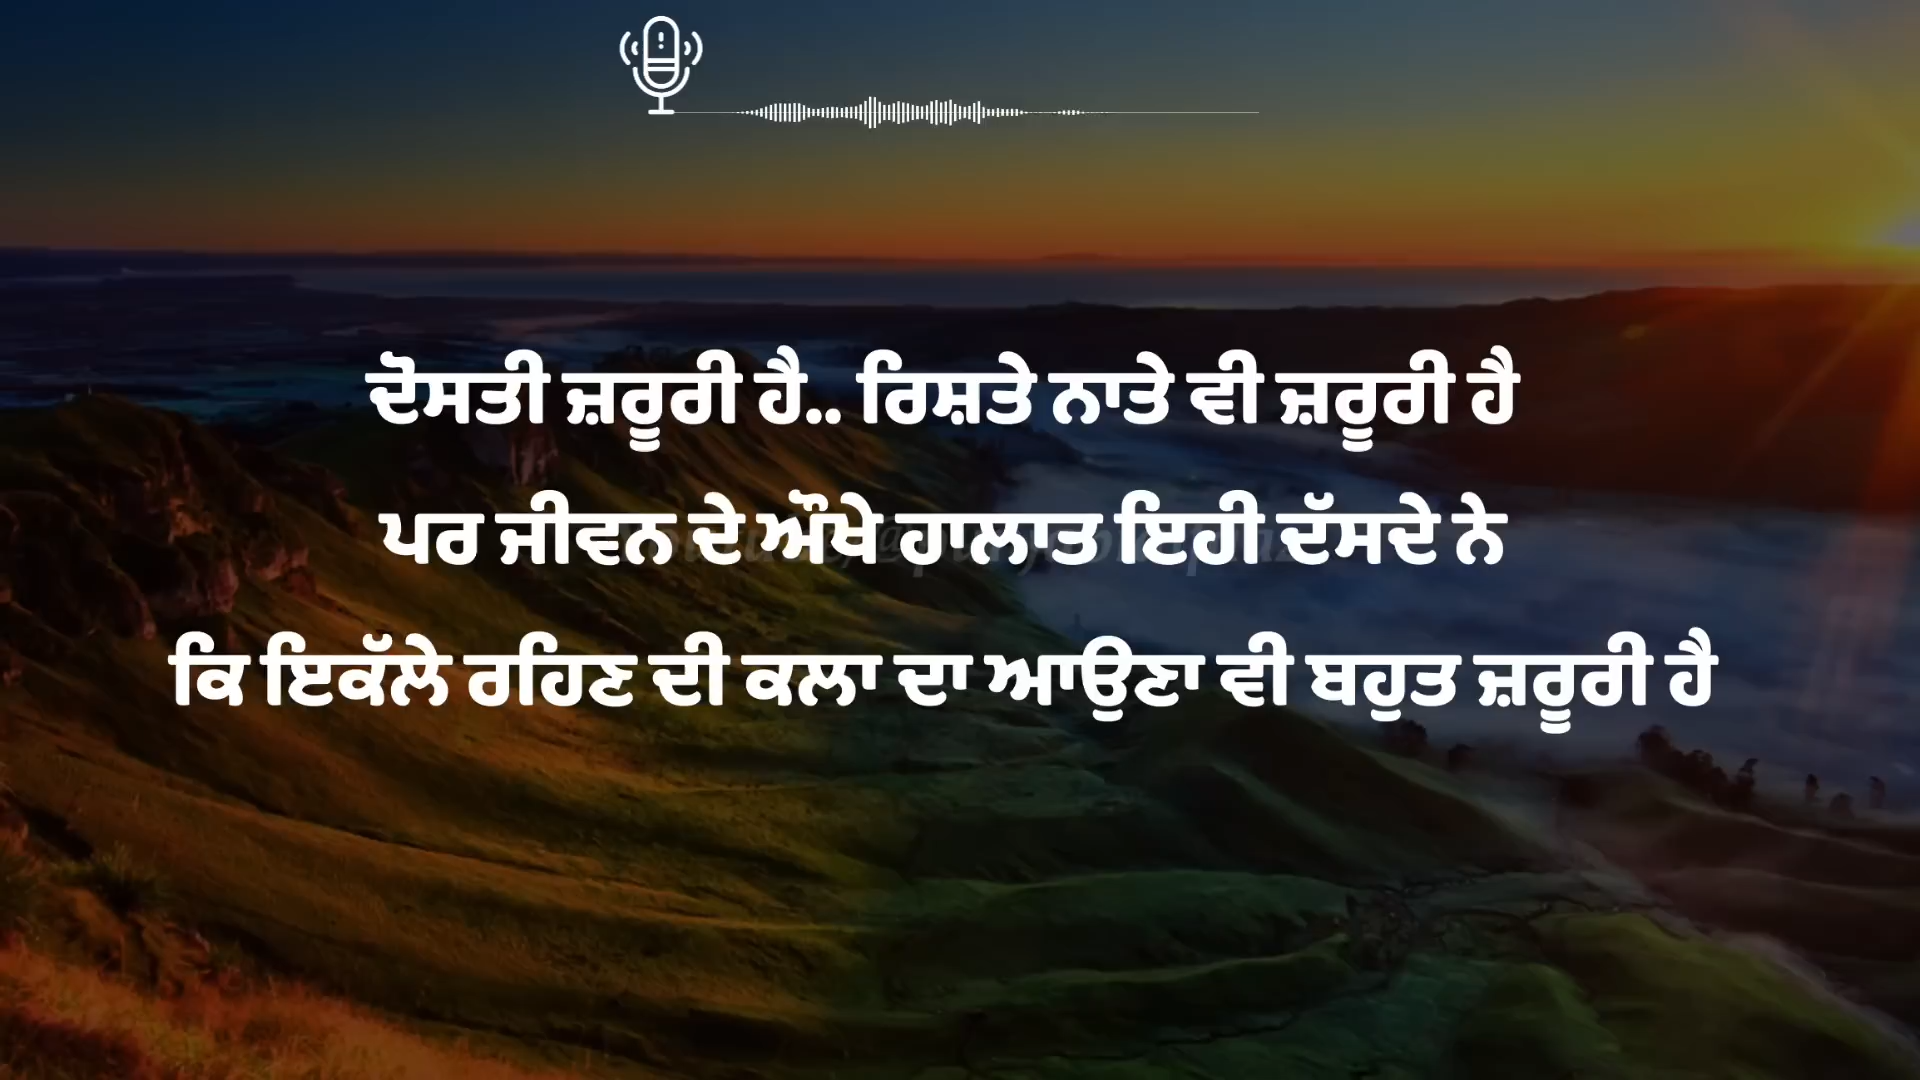 ਦੋਸਤੀ ਜ਼ਰੂਰੀ ਹੈ.. ਰਿਸ਼ਤੇ ਨਾਤੇ ਵੀ ਜ਼ਰੂਰੀ ਹੈ
ਪਰ ਜੀਵਨ ਦੇ ਔਖੇ ਹਾਲਾਤ ਇਹੀ ਦੱਸਦੇ ਨੇ
ਕਿ ਇਕੱਲੇ ਰਹਿਣ ਦੀ ਕਲਾ ਦਾ ਆਉਣਾ ਵੀ ਬਹੁਤ ਜ਼ਰੂਰੀ ਹੈ